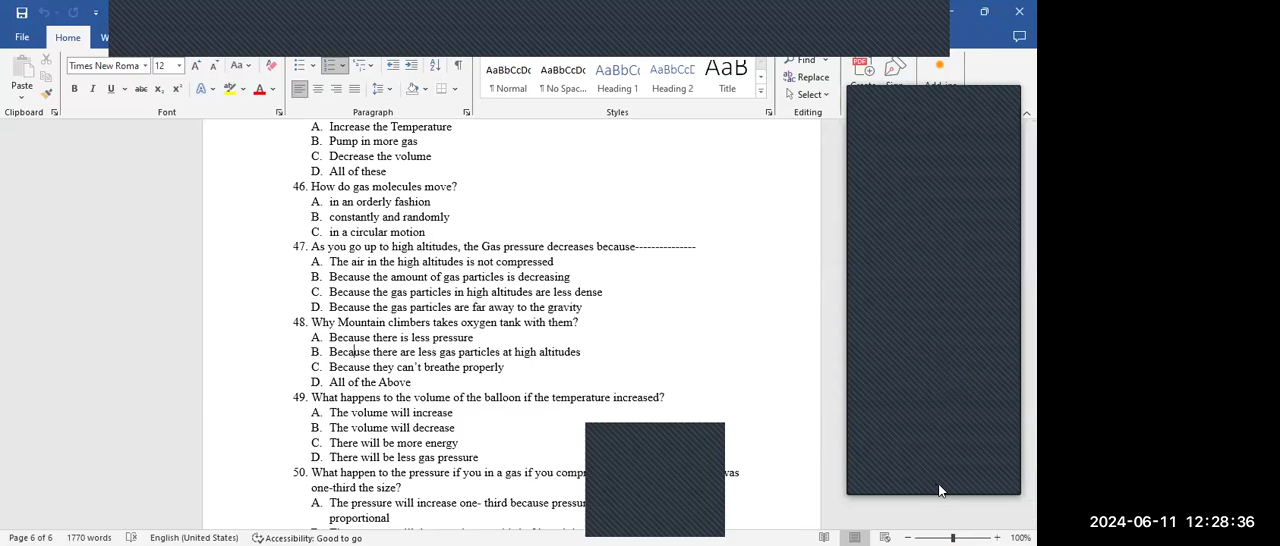 File
Home
Times New Roma
12
Aa
Find
Replace
Select
Paste
B I U abc x₂ x² A A
AaBbCcDc
AaBbCcDc
AaBbC(
AaBbCcD
AaB
¶ Normal
¶ No Spac...
Heading 1
Heading 2
Title
Clipboard
Font
Paragraph
Styles
Editing
A. Increase the Temperature
B. Pump in more gas
C. Decrease the volume
D. All of these
46. How do gas molecules move?
A. in an orderly fashion
B. constantly and randomly
C. in a circular motion
47. As you go up to high altitudes, the Gas pressure decreases because---------------
A. The air in the high altitudes is not compressed
B. Because the amount of gas particles is decreasing
C. Because the gas particles in high altitudes are less dense
D. Because the gas particles are far away to the gravity
48. Why Mountain climbers takes oxygen tank with them?
A. Because there is less pressure
B. Because there are less gas particles at high altitudes
C. Because they can't breathe properly
D. All of the Above
49. What happens to the volume of the balloon if the temperature increased?
A. The volume will increase
B. The volume will decrease
C. There will be more energy
D. There will be less gas pressure
50. What happen to the pressure if you in a gas if you comp was
one-third the size?
A. The pressure will increase one- third because pressu
proportional
Page 6 of 6
1770 words
English (United States)
Accessibility: Good to go
100%
2024-06-11 12:28:36